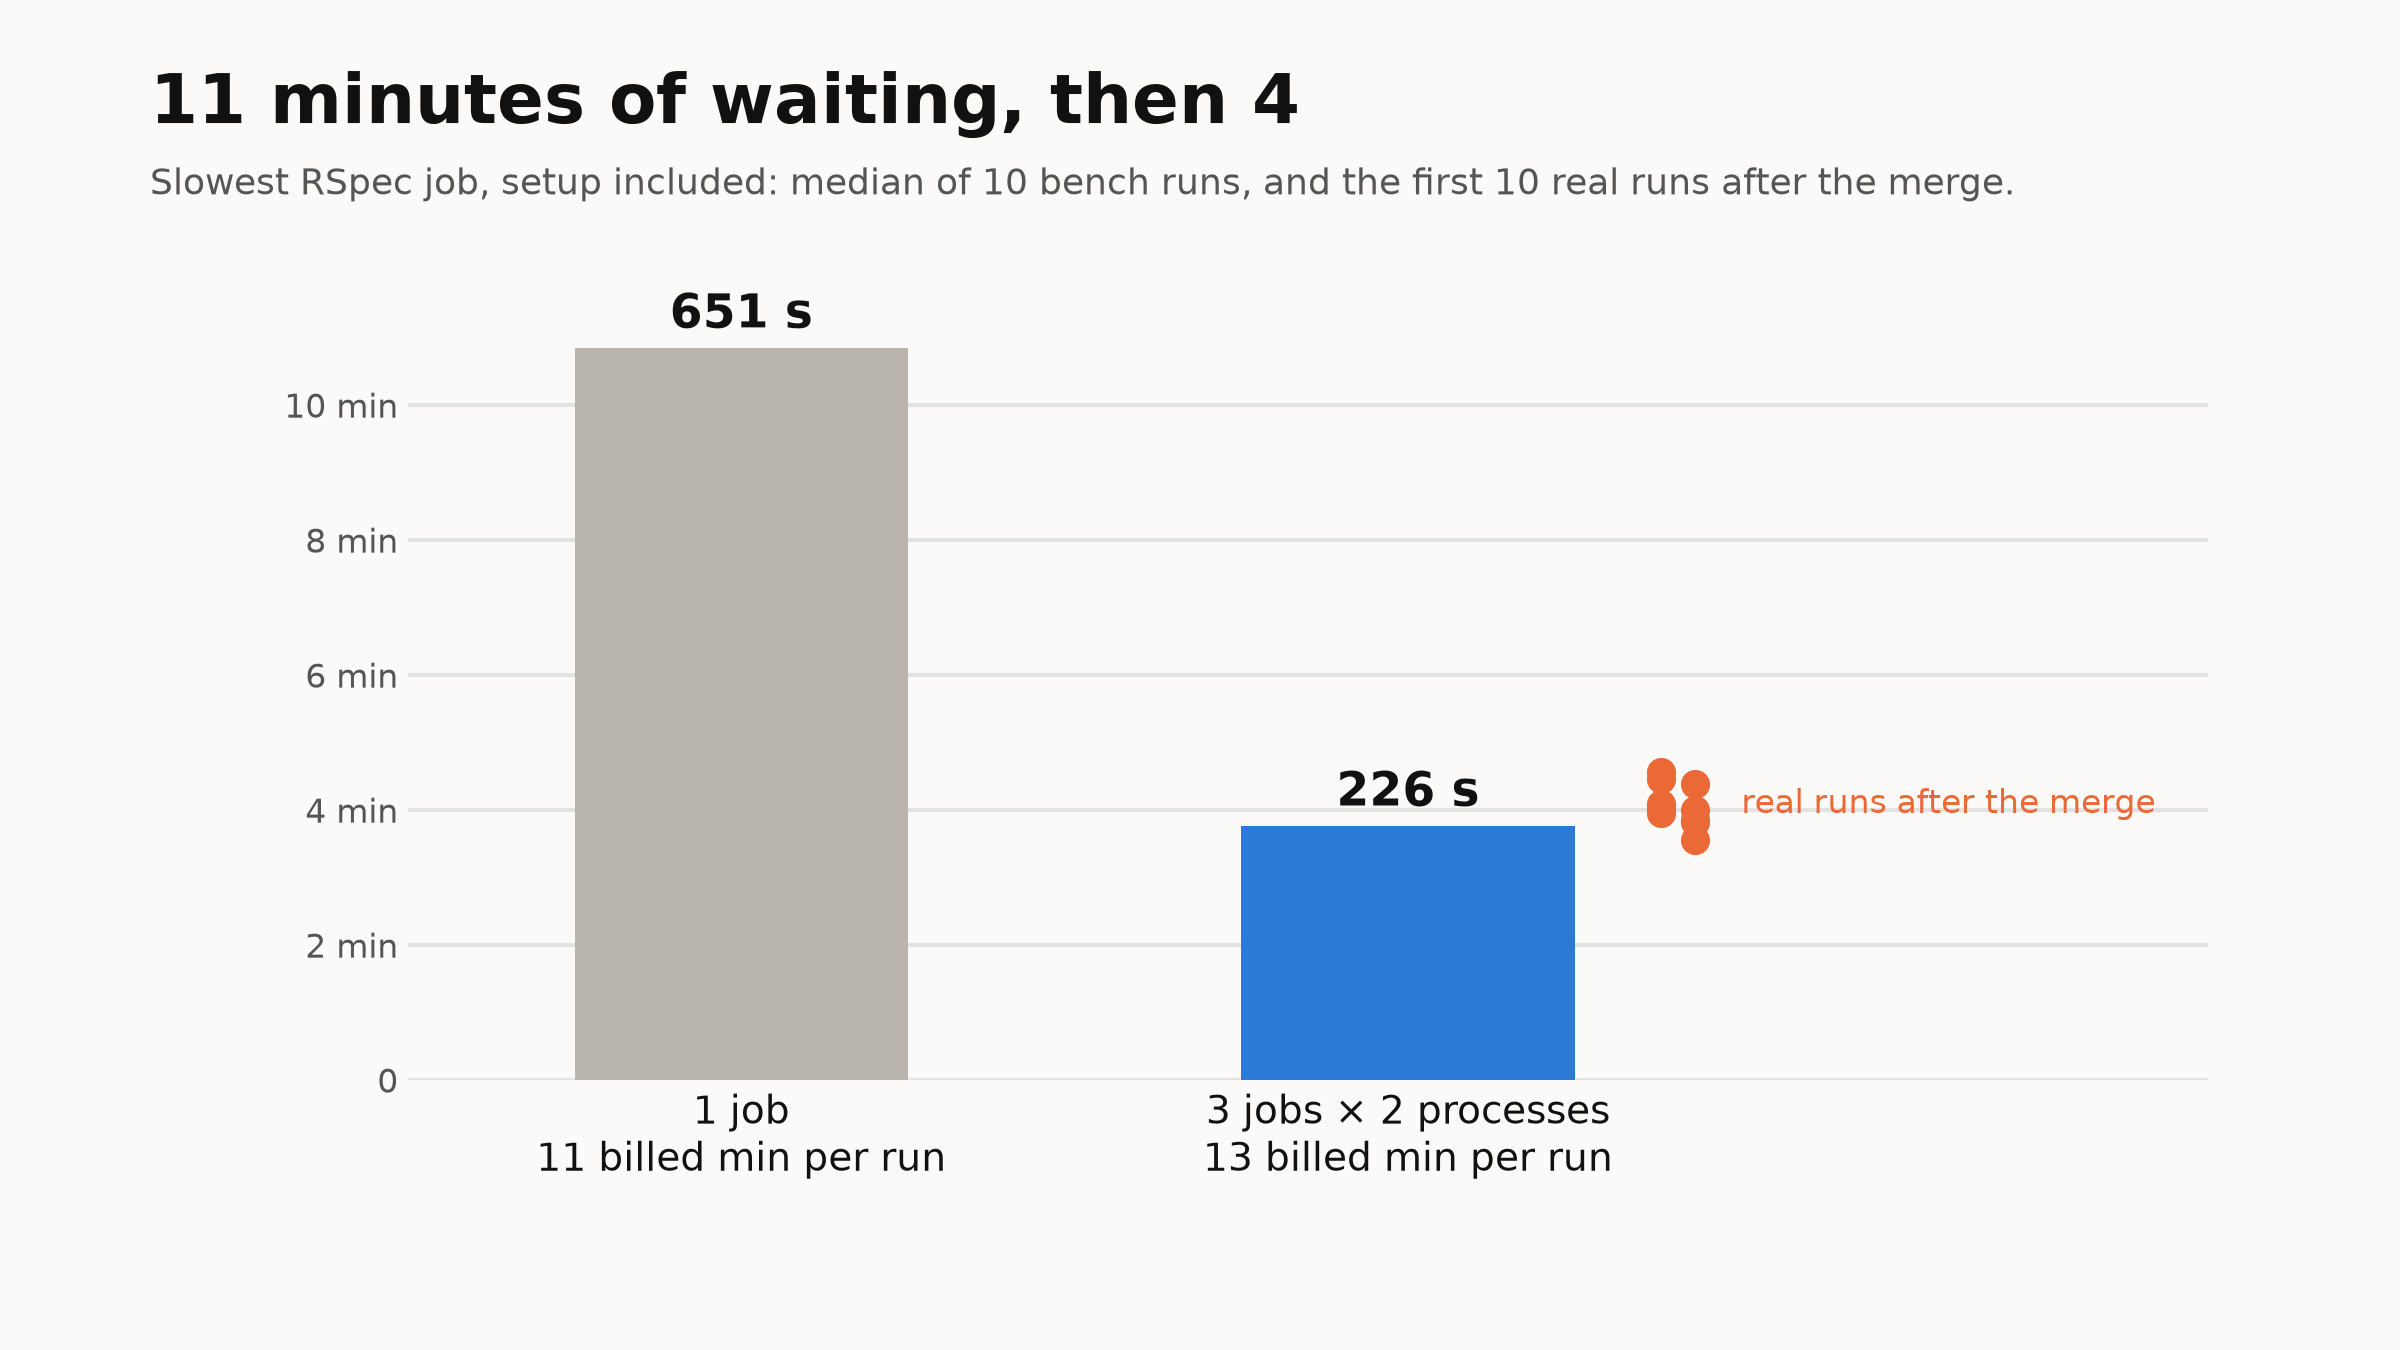 11 minutes of waiting, then 4
Slowest RSpec job, setup included: median of 10 bench runs, and the first 10 real runs after the merge.
651 s
10 min
8 min
6 min
226 s
4 min
real runs after the merge
2 min
0
1 job
11 billed min per run
3 jobs × 2 processes
13 billed min per run